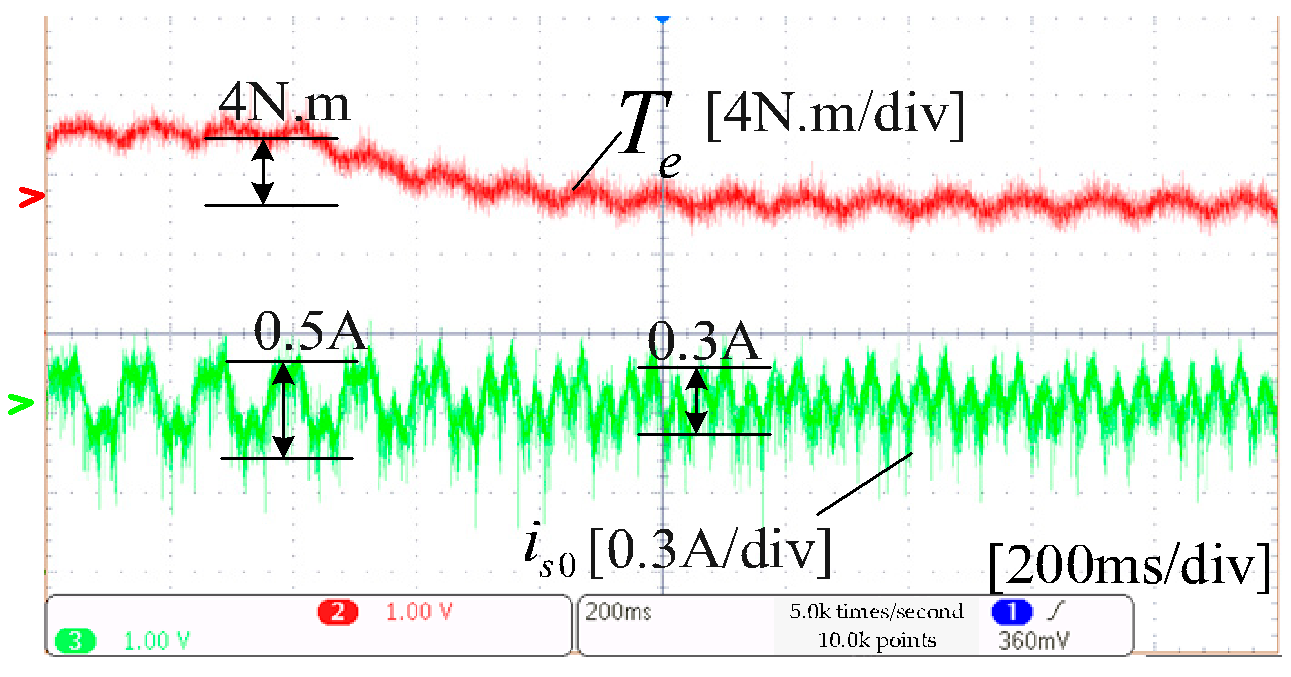 4N.m
Te [4N.m/div]
0.5A
0.3A
is0 [0.3A/div]
[200ms/div]
2 1.00 V
3 1.00 V
200ms
5.0k times/second
10.0k points
1
360mV